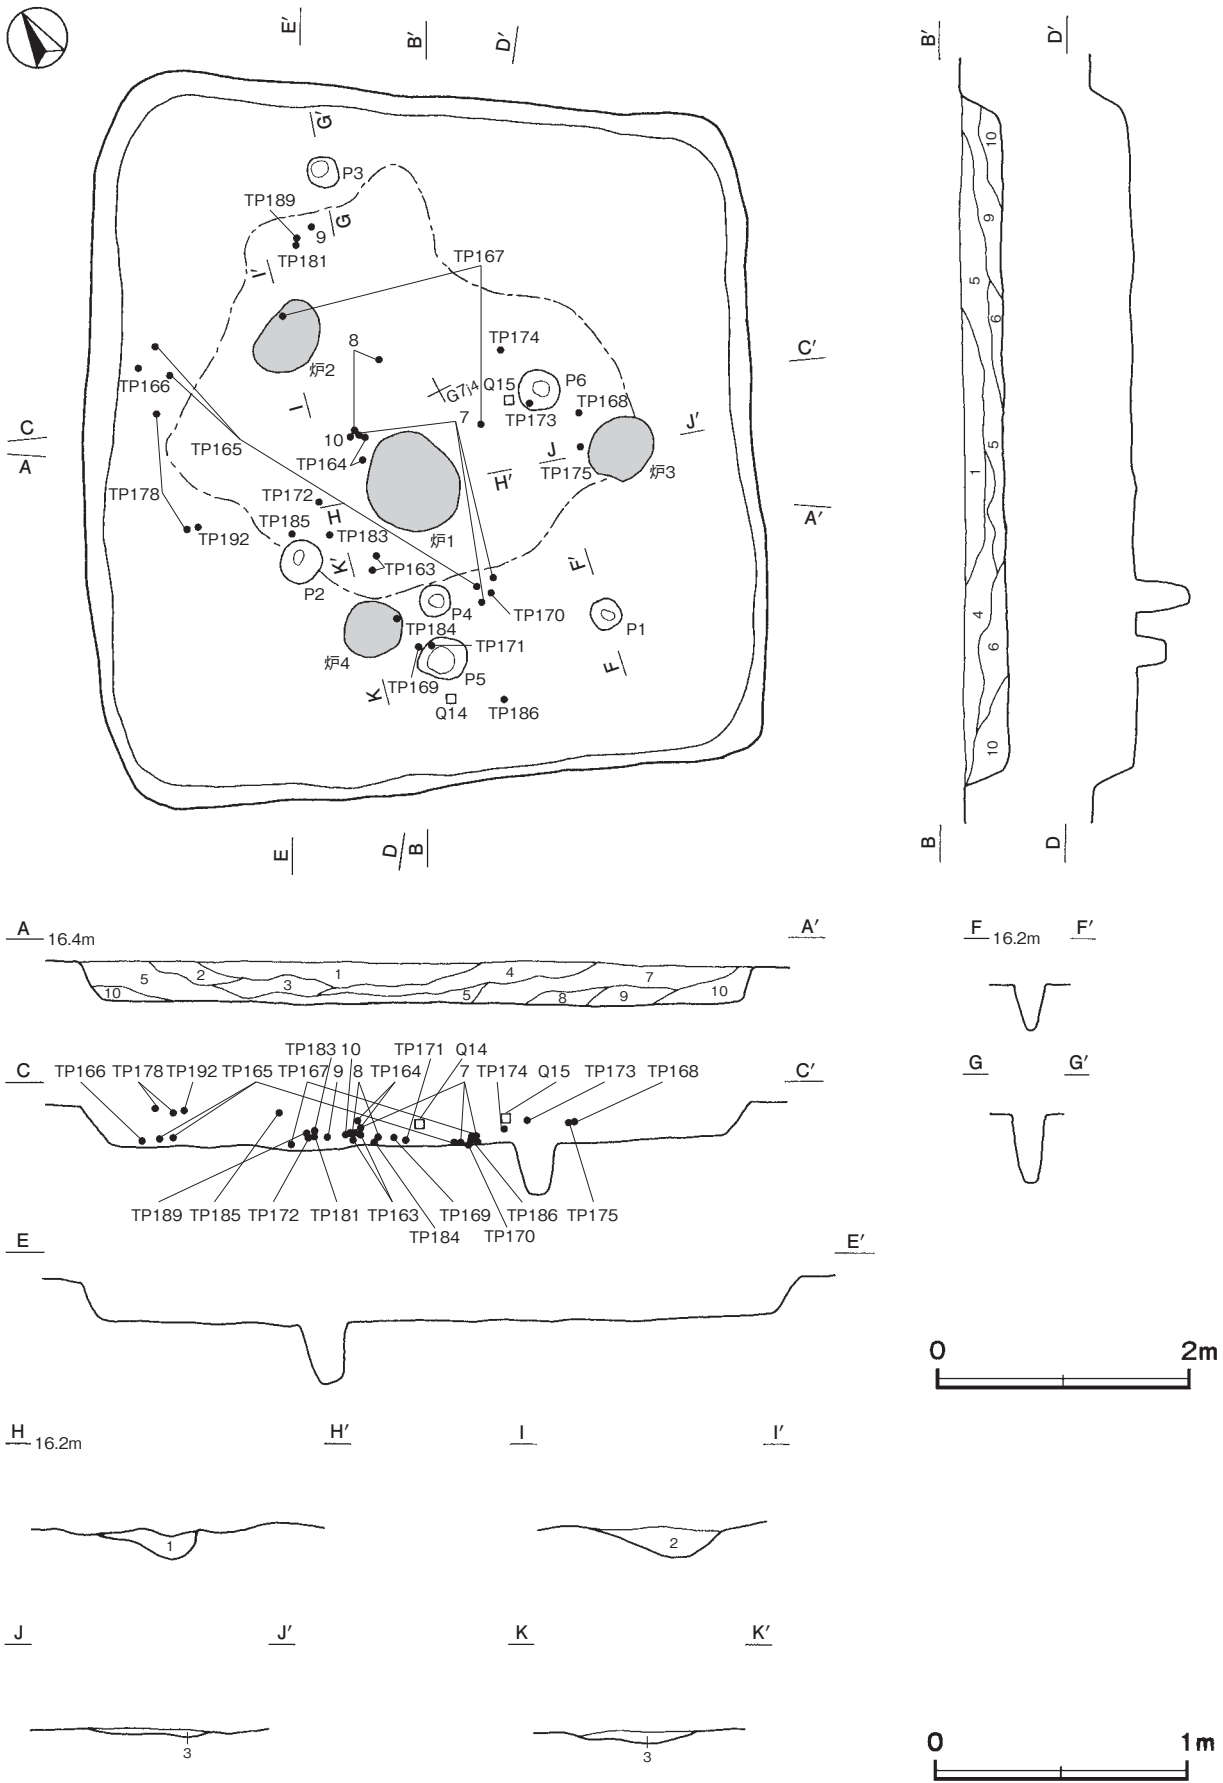 E′ B′ D′ B′ D′
G′
P3
TP189
9 G
TP181 TP167
I′
8 TP174 C′
炉2 G7j4 Q15 P6
TP166
I TP173 TP168
C 7 J′
A TP165 10 TP164 J
H′ TP175 炉3
TP178 TP172 H A′
TP192 TP185 TP183 炉1
K′ TP163 F′
P2 P4 TP170 P1
TP184 TP171
炉4 F
K TP169 P5
Q14 TP186
E D B B D
10
9
5
6
5
1
4
6
10
A 16.4m A′ F 16.2m F′
5 2 1 4 7
10 3 5 8 9 10
TP183 10 TP171 Q14
C TP166 TP178 TP192 TP165 TP167 9 8 TP164 7 TP174 Q15 TP173 TP168 C′ G G′
TP189 TP185 TP172 TP181 TP163 TP169 TP186 TP175
TP184 TP170
E E′
0 2m
H 16.2m H′ I I′
1 2
J J′ K K′
3 3
0 1m